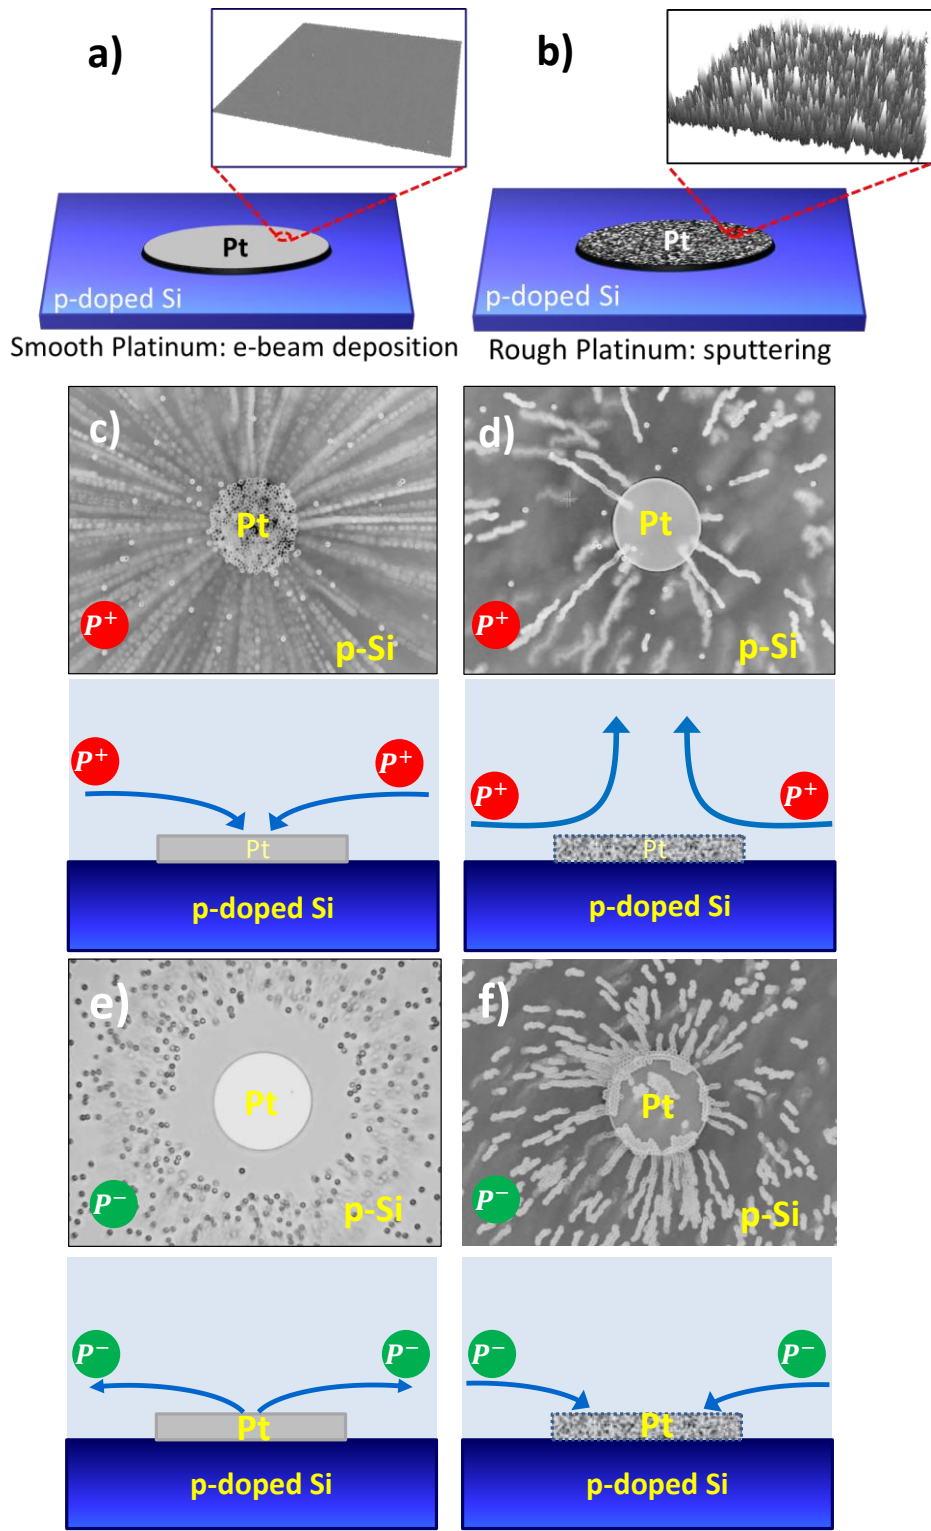 a)
b)
Pt
Pt
p-doped Si
p-doped Si
Smooth Platinum: e-beam deposition
Rough Platinum: sputtering
c)
d)
Pt
Pt
P⁺
p-Si
P⁺
p-Si
P⁺
P⁺
P⁺
P⁺
Pt
Pt
p-doped Si
p-doped Si
e)
f)
Pt
Pt
P⁻
p-Si
P⁻
p-Si
P⁻
P⁻
P⁻
P⁻
Pt
Pt
p-doped Si
p-doped Si